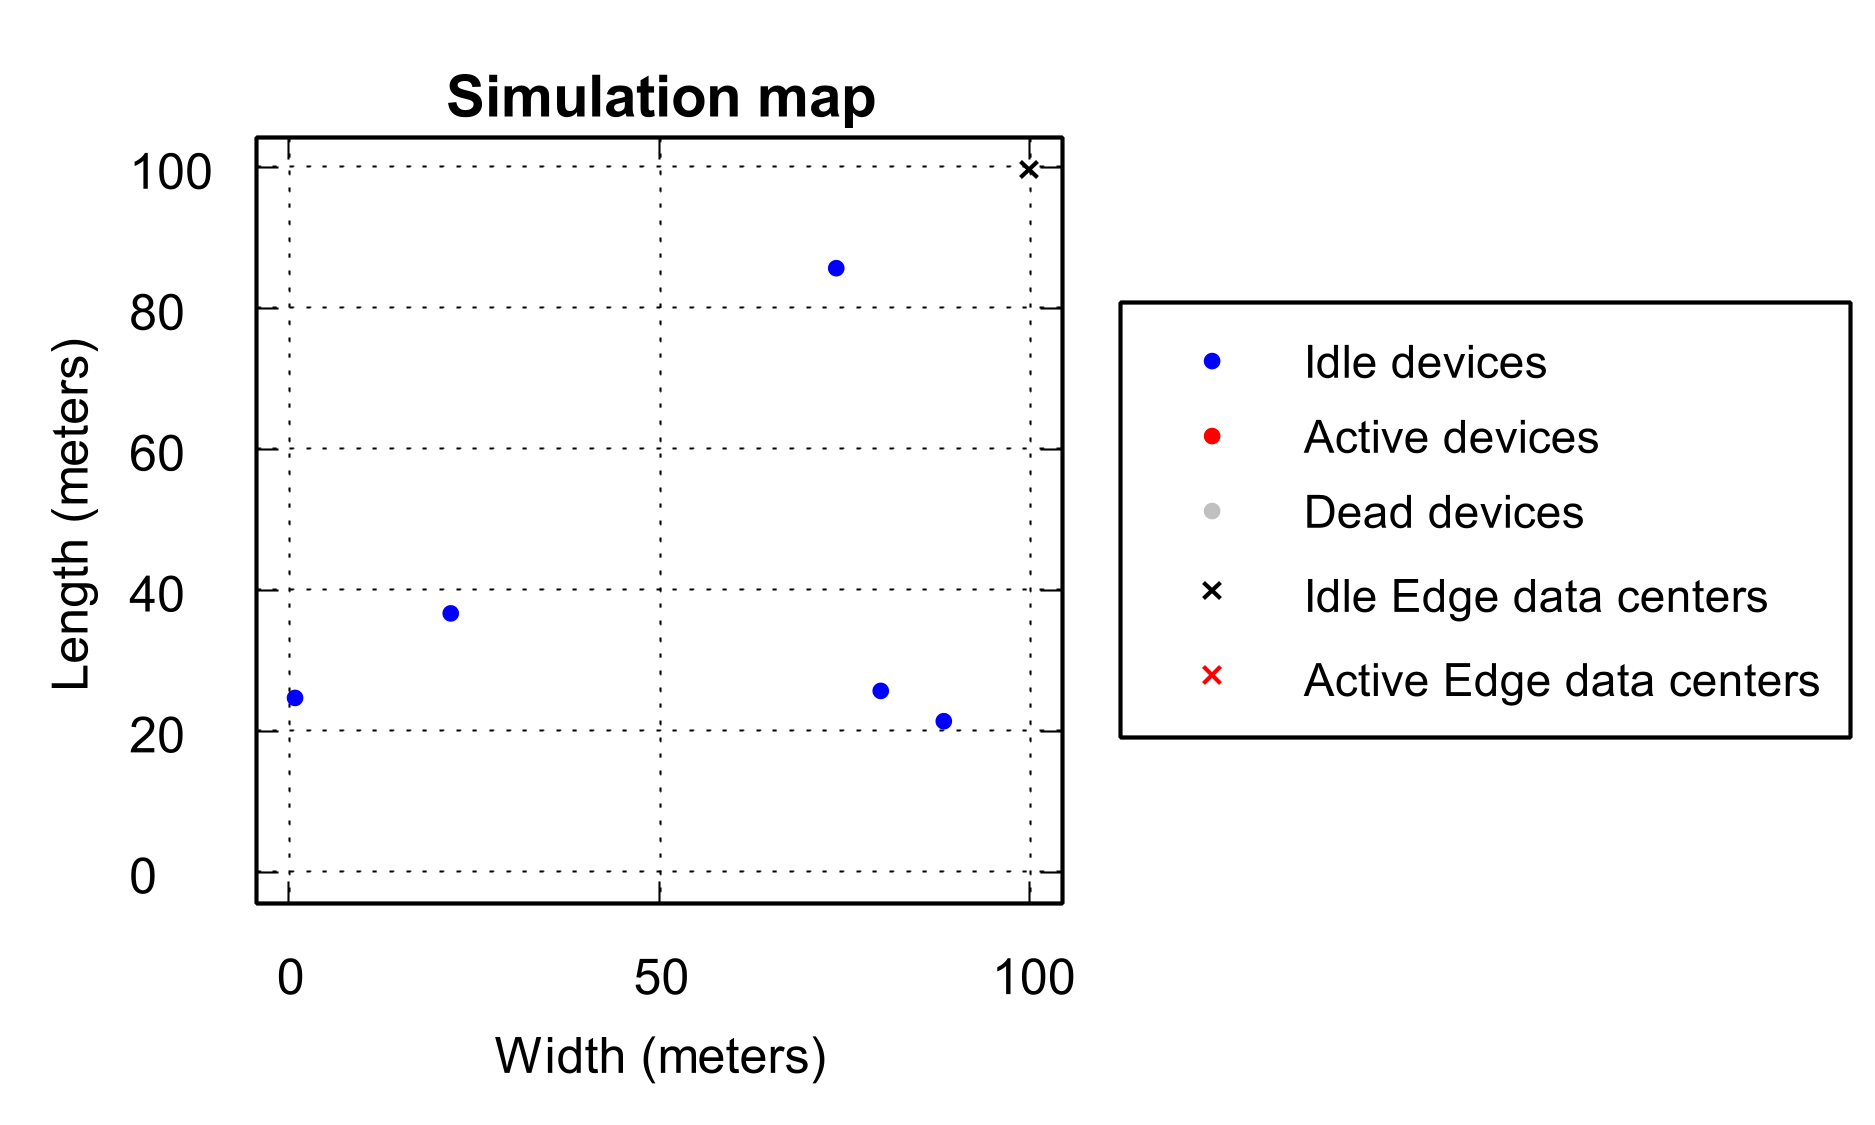 Simulation map
100
80
60
40
20
0
Length (meters)
0 50 100
Width (meters)
Idle devices
Active devices
Dead devices
Idle Edge data centers
Active Edge data centers